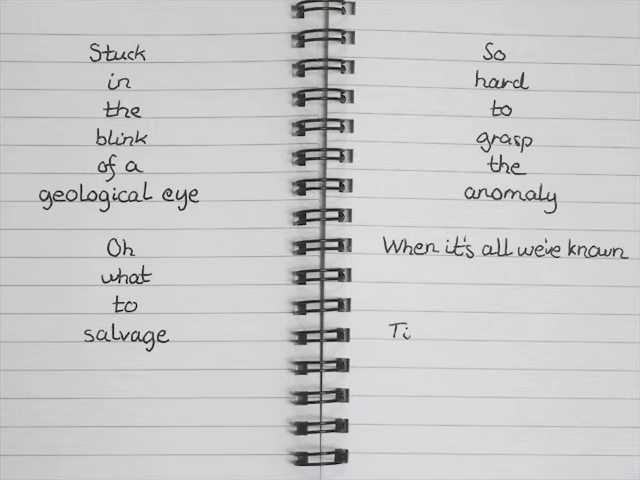 Stuck
in
the
blink
of a
geological eye
Oh
what
to
salvage
So
hard
to
grasp
the
anomaly
When it's all we've known
Ti